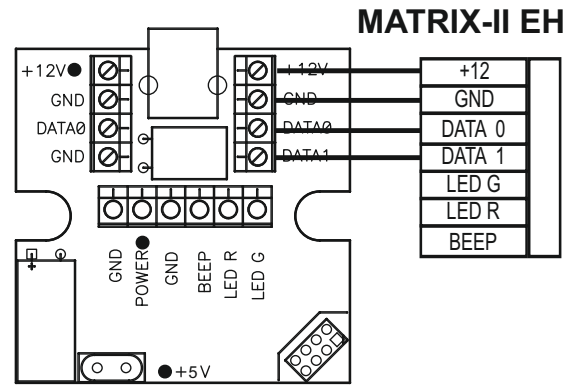 MATRIX-II EH
+12V +12V +12
GND GND GND
DATA0 DATA0 DATA 0
GND DATA1 DATA 1
LED G
LED R
BEEP
GND POWER GND BEEP LED R LED G
+
+5V